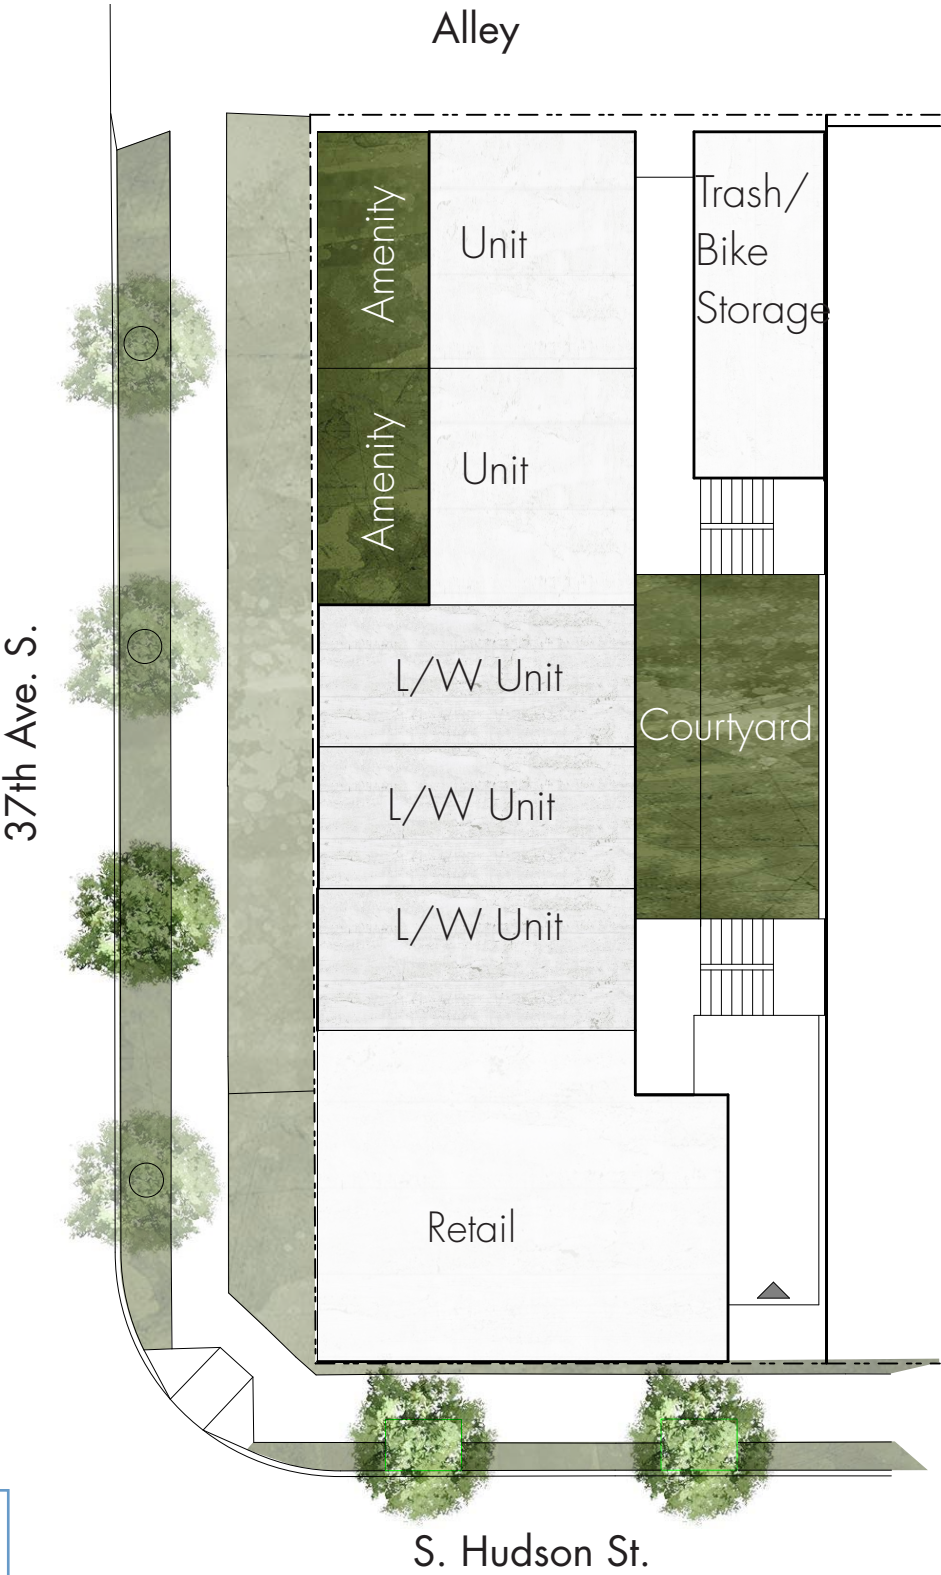 Alley
Amenity
Unit
Trash/
Bike
Storage
Amenity
Unit
L/W Unit
Courtyard
37th Ave. S.
L/W Unit
L/W Unit
Retail
S. Hudson St.